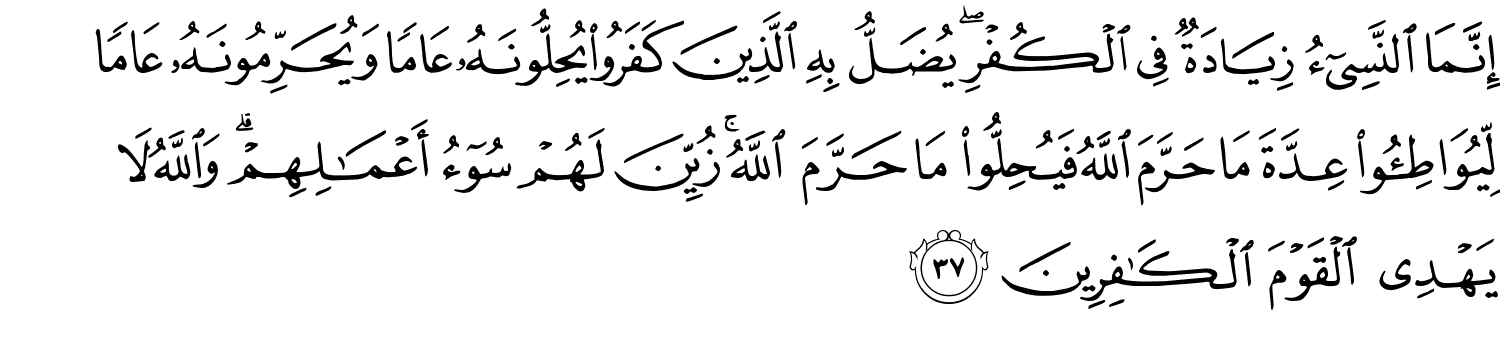 إِنَّمَا ٱلنَّسِىٓءُ زِيَادَةٌ فِى ٱلْكُفْرِ ۖ يُضَلُّ بِهِ ٱلَّذِينَ كَفَرُوا۟ يُحِلُّونَهُۥ عَامًا وَيُحَرِّمُونَهُۥ عَامًا
لِّيُوَاطِـُٔوا۟ عِدَّةَ مَا حَرَّمَ ٱللَّهُ فَيُحِلُّوا۟ مَا حَرَّمَ ٱللَّهُ ۚ زُيِّنَ لَهُمْ سُوٓءُ أَعْمَـٰلِهِمْ ۗ وَٱللَّهُ لَا
يَهْدِى ٱلْقَوْمَ ٱلْكَـٰفِرِينَ ٣٧